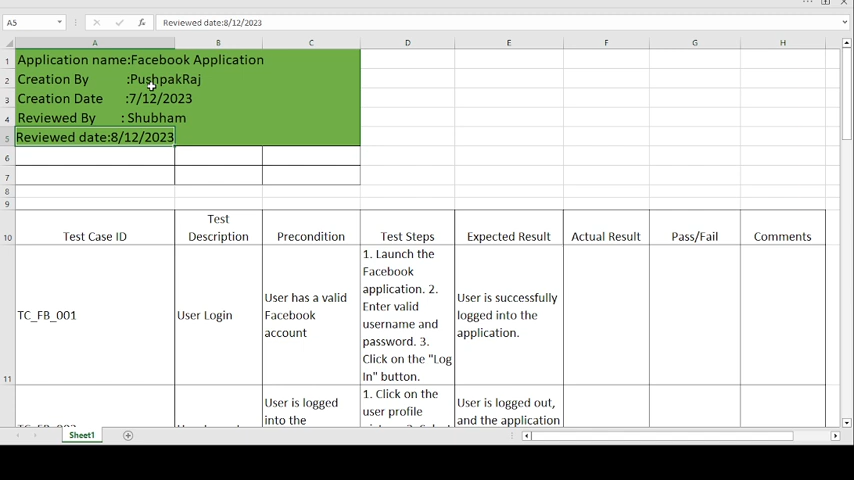 A5
Reviewed date:8/12/2023
A B C D E F G H
1 Application name:Facebook Application
2 Creation By :PushpakRaj
3 Creation Date :7/12/2023
4 Reviewed By : Shubham
5 Reviewed date:8/12/2023
6
7
8
9
10 Test Case ID
Test
Description
Precondition
Test Steps
Expected Result
Actual Result
Pass/Fail
Comments
11
TC_FB_001
User Login
User has a valid
Facebook
account
1. Launch the
Facebook
application. 2.
Enter valid
username and
password. 3.
Click on the "Log
In" button.
User is successfully
logged into the
application.
User is logged
into the
1. Click on the
user profile
User is logged out,
and the application
Sheet1